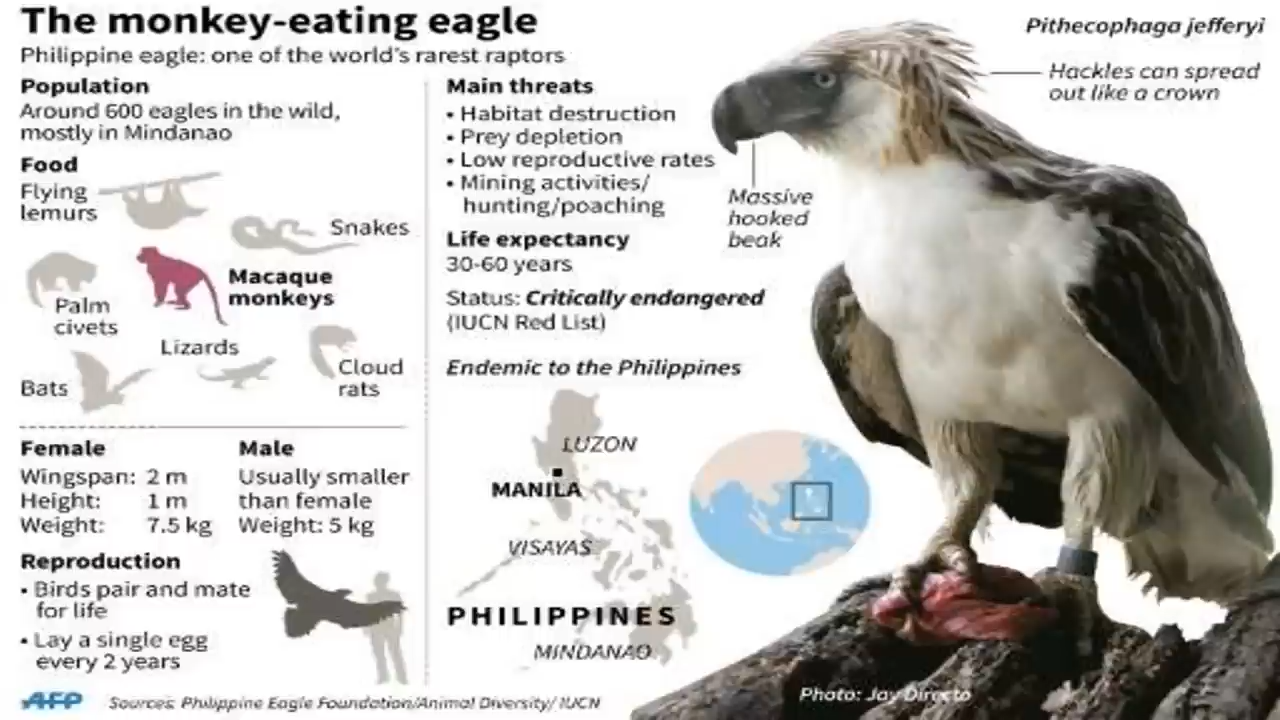 The monkey-eating eagle
Philippine eagle: one of the world's rarest raptors
Population
Around 600 eagles in the wild,
mostly in Mindanao
Food
Flying
lemurs
Snakes
Macaque
monkeys
Palm
civets
Lizards
Bats
Cloud
rats
Female
Wingspan: 2 m
Height: 1 m
Weight: 7.5 kg
Male
Usually smaller
than female
Weight: 5 kg
Reproduction
• Birds pair and mate
for life
• Lay a single egg
every 2 years
Main threats
• Habitat destruction
• Prey depletion
• Low reproductive rates
• Mining activities/
hunting/poaching
Life expectancy
30-60 years
Status: Critically endangered
(IUCN Red List)
Endemic to the Philippines
LUZON
MANILA
VISAYAS
PHILIPPINES
MINDANAO
Pithecophaga jefferyi
Hackles can spread
out like a crown
Massive
hooked
beak
AFP
Sources: Philippine Eagle Foundation/Animal Diversity/IUCN
Photo: Jay Directo